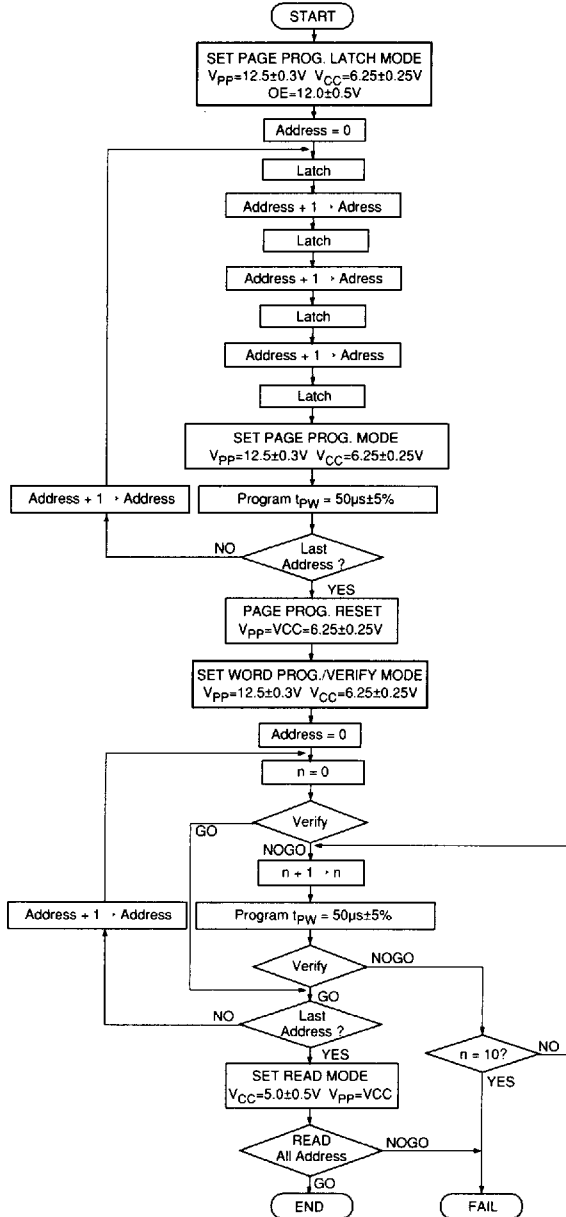 START
SET PAGE PROG. LATCH MODE
VPP=12.5±0.3V VCC=6.25±0.25V
OE=12.0±0.5V
Address = 0
Latch
Address + 1 → Adress
Latch
Address + 1 → Adress
Latch
Address + 1 → Adress
Latch
SET PAGE PROG. MODE
VPP=12.5±0.3V VCC=6.25±0.25V
Address + 1 → Address
Program tPW = 50µs±5%
NO
Last
Address ?
YES
PAGE PROG. RESET
VPP=VCC=6.25±0.25V
SET WORD PROG./VERIFY MODE
VPP=12.5±0.3V VCC=6.25±0.25V
Address = 0
n = 0
Verify
GO
NOGO
n + 1 → n
Address + 1 → Address
Program tPW = 50µs±5%
Verify
NOGO
GO
NO
Last
Address ?
YES
n = 10?
NO
YES
SET READ MODE
VCC=5.0±0.5V VPP=VCC
READ
All Address
NOGO
GO
END
FAIL